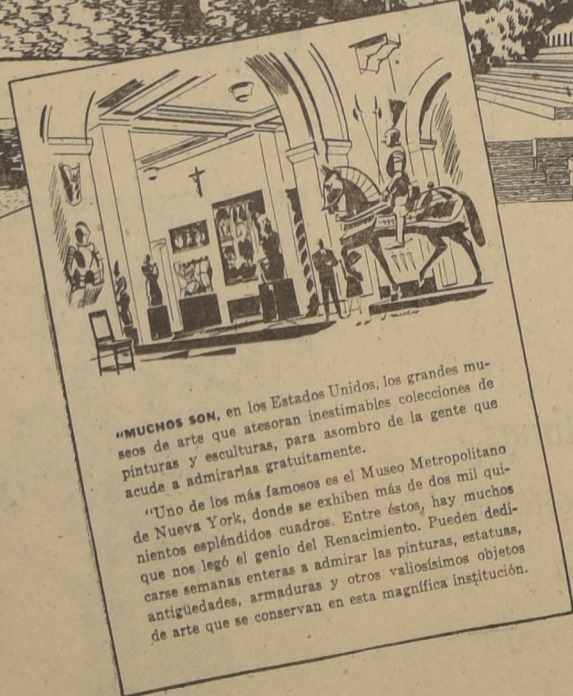 "MUCHOS SON, en los Estados Unidos, los grandes mu-
seos de arte que atesoran inestimables colecciones de
pinturas y esculturas, para asombro de la gente que
acude a admirarlas gratuitamente.
"Uno de los más famosos es el Museo Metropolitano
de Nueva York, donde se exhiben más de dos mil qui-
nientos espléndidos cuadros. Entre éstos, hay muchos
que nos legó el genio del Renacimiento. Pueden dedi-
carse semanas enteras a admirar las pinturas, estatuas,
antigüedades, armaduras y otros valiosísimos objetos
de arte que se conservan en esta magnífica institución.